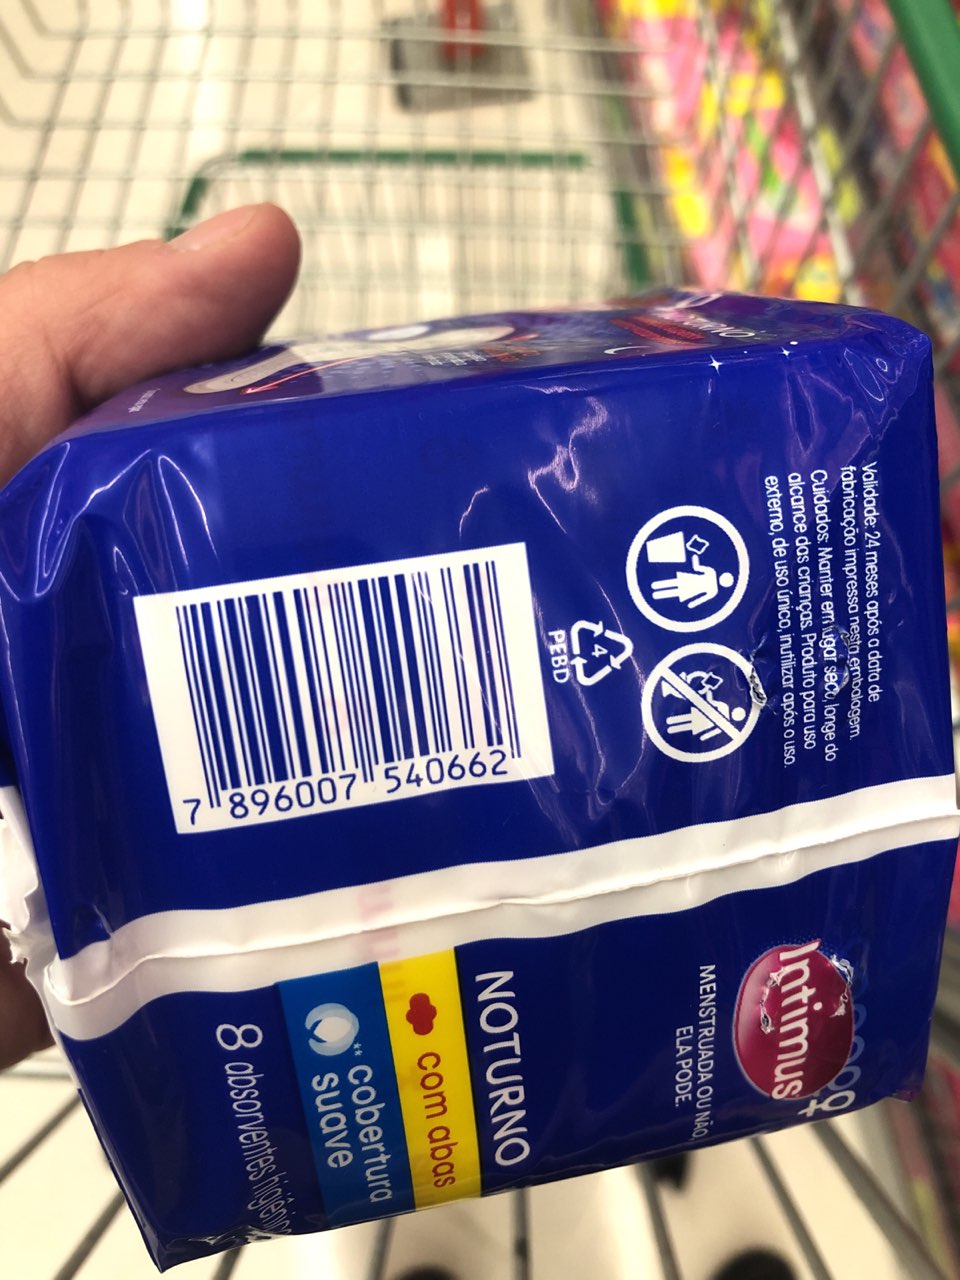 Validade: 24 meses após a data de
fabricação impressa nesta embalagem.
Cuidados: Manter em lugar seco, longe do
alcance das crianças. Produto para uso
externo, de uso único, inutilizar após o uso.
4
PEBD
7 896007 540662
Intimus
MENSTRUADA OU NÃO,
ELA PODE.
NOTURNO
com abas
**cobertura
suave
8 absorventes